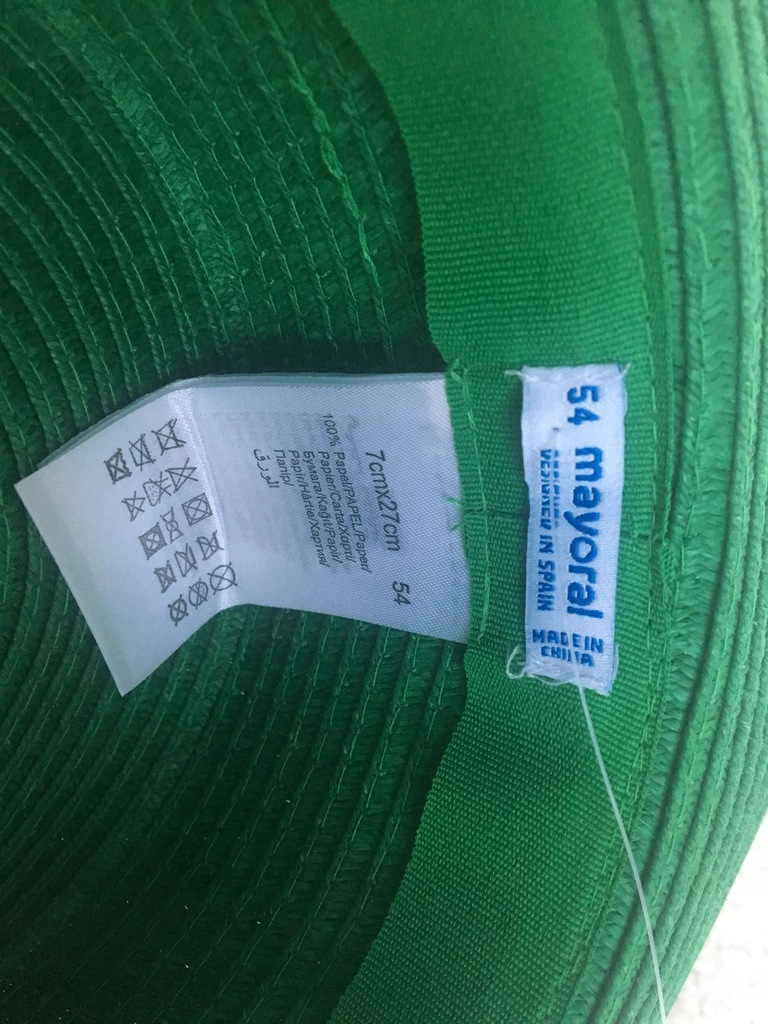 7cmx27cm 54
100% Papel/PAPEL/Paper/
Papier/Carta/Χαρτί/
Бумага/Kağıt/Papír/
Papír/Hârtie/Хартия/
Папір/
الورق
54 mayoral
DESIGNED IN SPAIN
MADE IN
CHINA